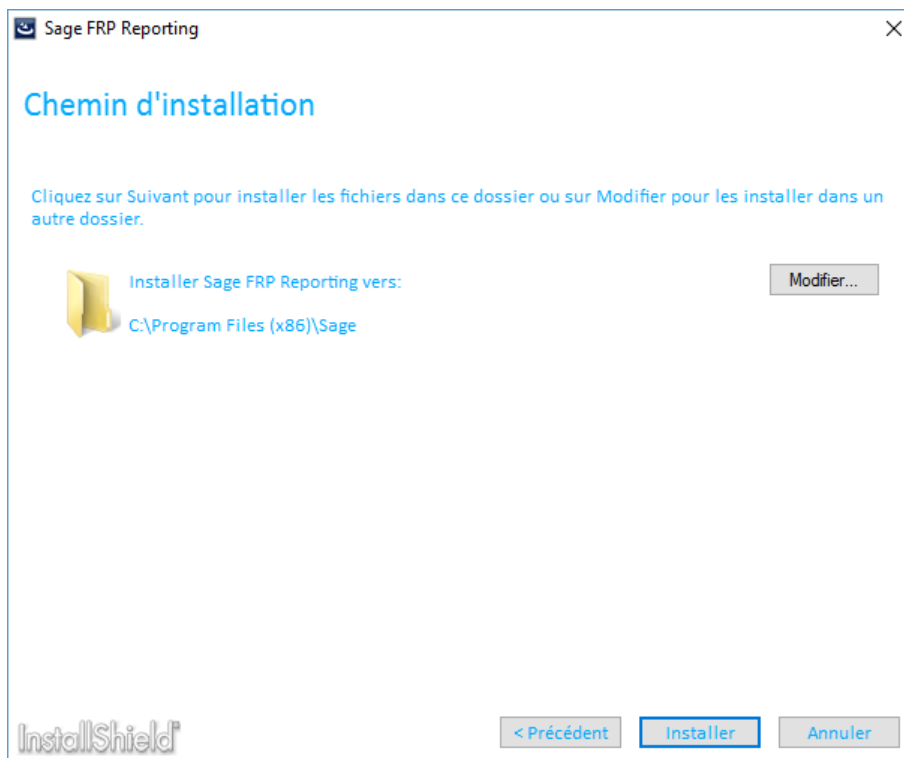 Sage FRP Reporting
Chemin d'installation
Cliquez sur Suivant pour installer les fichiers dans ce dossier ou sur Modifier pour les installer dans un
autre dossier.
Installer Sage FRP Reporting vers:
Modifier...
C:\Program Files (x86)\Sage
InstallShield
< Précédent
Installer
Annuler